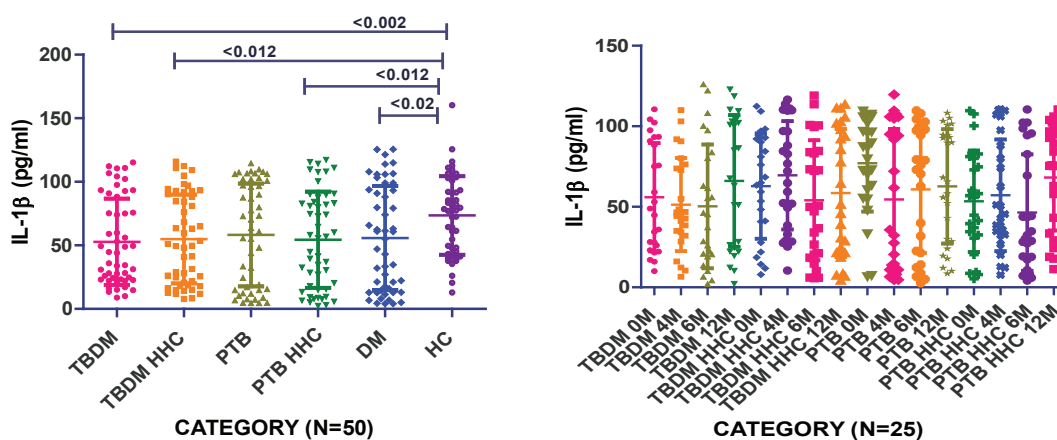 <0.002
<0.012
<0.012
<0.02
IL-1β (pg/ml)
200
150
100
50
0
TBDM
TBDM HHC
PTB
PTB HHC
DM
HC
CATEGORY (N=50)
IL-1β (pg/ml)
150
100
50
0
TBDM 0M
TBDM 4M
TBDM 6M
TBDM 12M
TBDM HHC 0M
TBDM HHC 4M
TBDM HHC 6M
TBDM HHC 12M
PTB 0M
PTB 4M
PTB 6M
PTB 12M
PTB HHC 0M
PTB HHC 4M
PTB HHC 6M
PTB HHC 12M
CATEGORY (N=25)